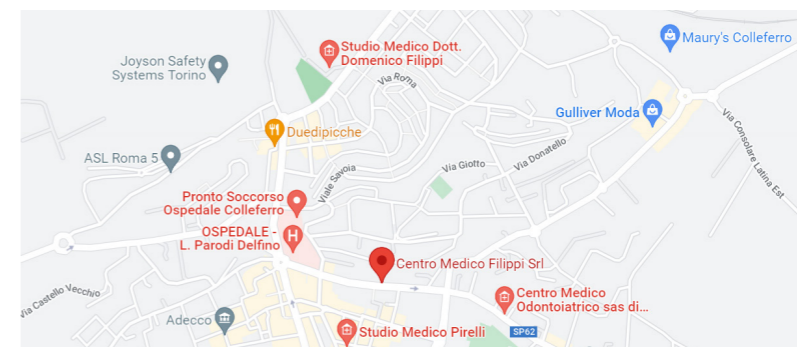 Studio Medico Dott.
Domenico Filippi
Maury's Colleferro
Joyson Safety
Systems Torino
Via Roma
Gulliver Moda
Duedipicche
Via Consolare Latina Est
Via Donatello
ASL Roma 5
Via Giotto
Viale Savoia
Pronto Soccorso
Ospedale Colleferro
OSPEDALE -
L. Parodi Delfino
H
Centro Medico Filippi Srl
Via Castello Vecchio
Centro Medico
Odontoiatrico sas di...
Adecco
Studio Medico Pirelli
SP62